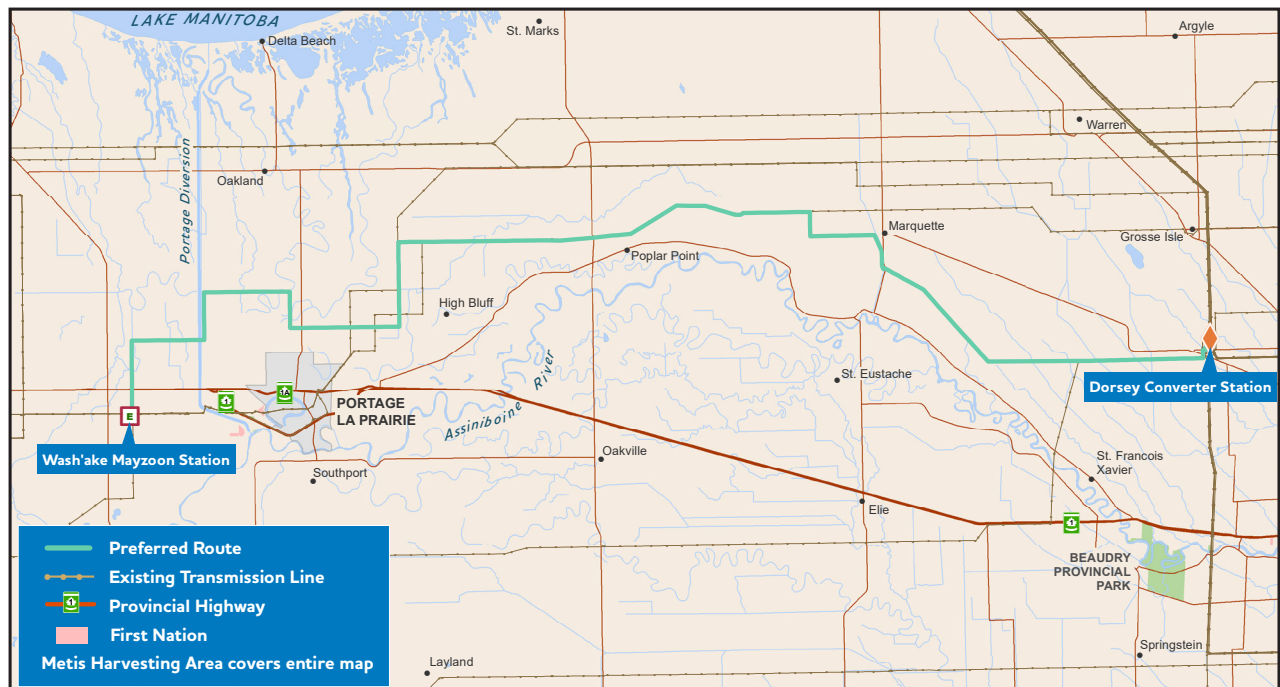 LAKE MANITOBA
Delta Beach
St. Marks
Argyle
Warren
Portage Diversion
Oakland
Marquette
Grosse Isle
Poplar Point
High Bluff
St. Eustache
Dorsey Converter Station
1
1A
PORTAGE
LA PRAIRIE
Assiniboine River
E
Wash'ake Mayzoon Station
Southport
Oakville
St. Francois
Xavier
Elie
1
BEAUDRY
PROVINCIAL
PARK
Springstein
Layland
Preferred Route
Existing Transmission Line
1
Provincial Highway
First Nation
Metis Harvesting Area covers entire map